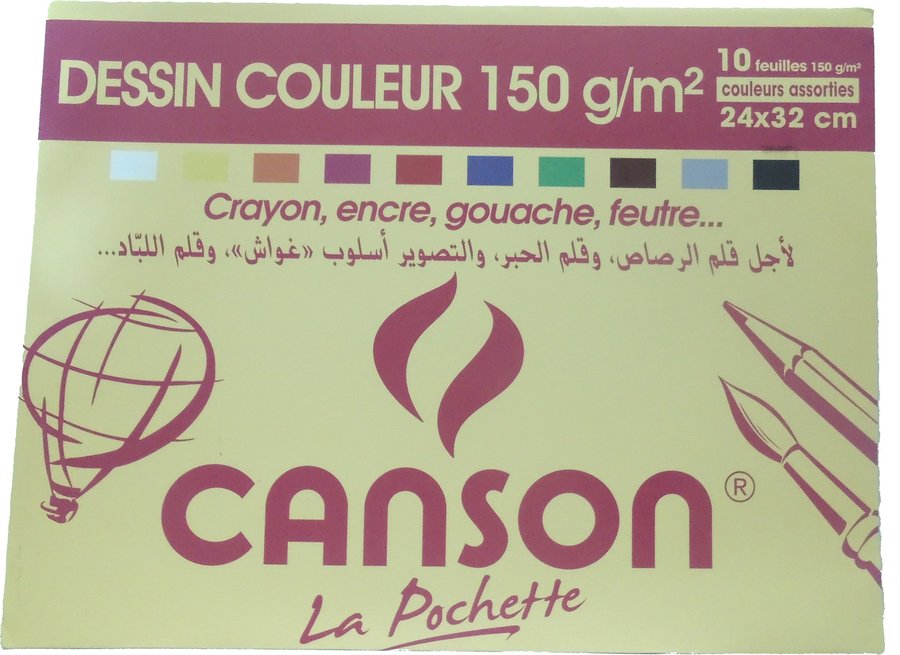 DESSIN COULEUR 150 g/m²
10 feuilles 150 g/m²
couleurs assorties
24x32 cm
Crayon, encre, gouache, feutre...
لأجل قلم الرصاص، وقلم الحبر، والتصوير أسلوب «غواش»، وقلم اللبّاد...
CANSON®
La Pochette